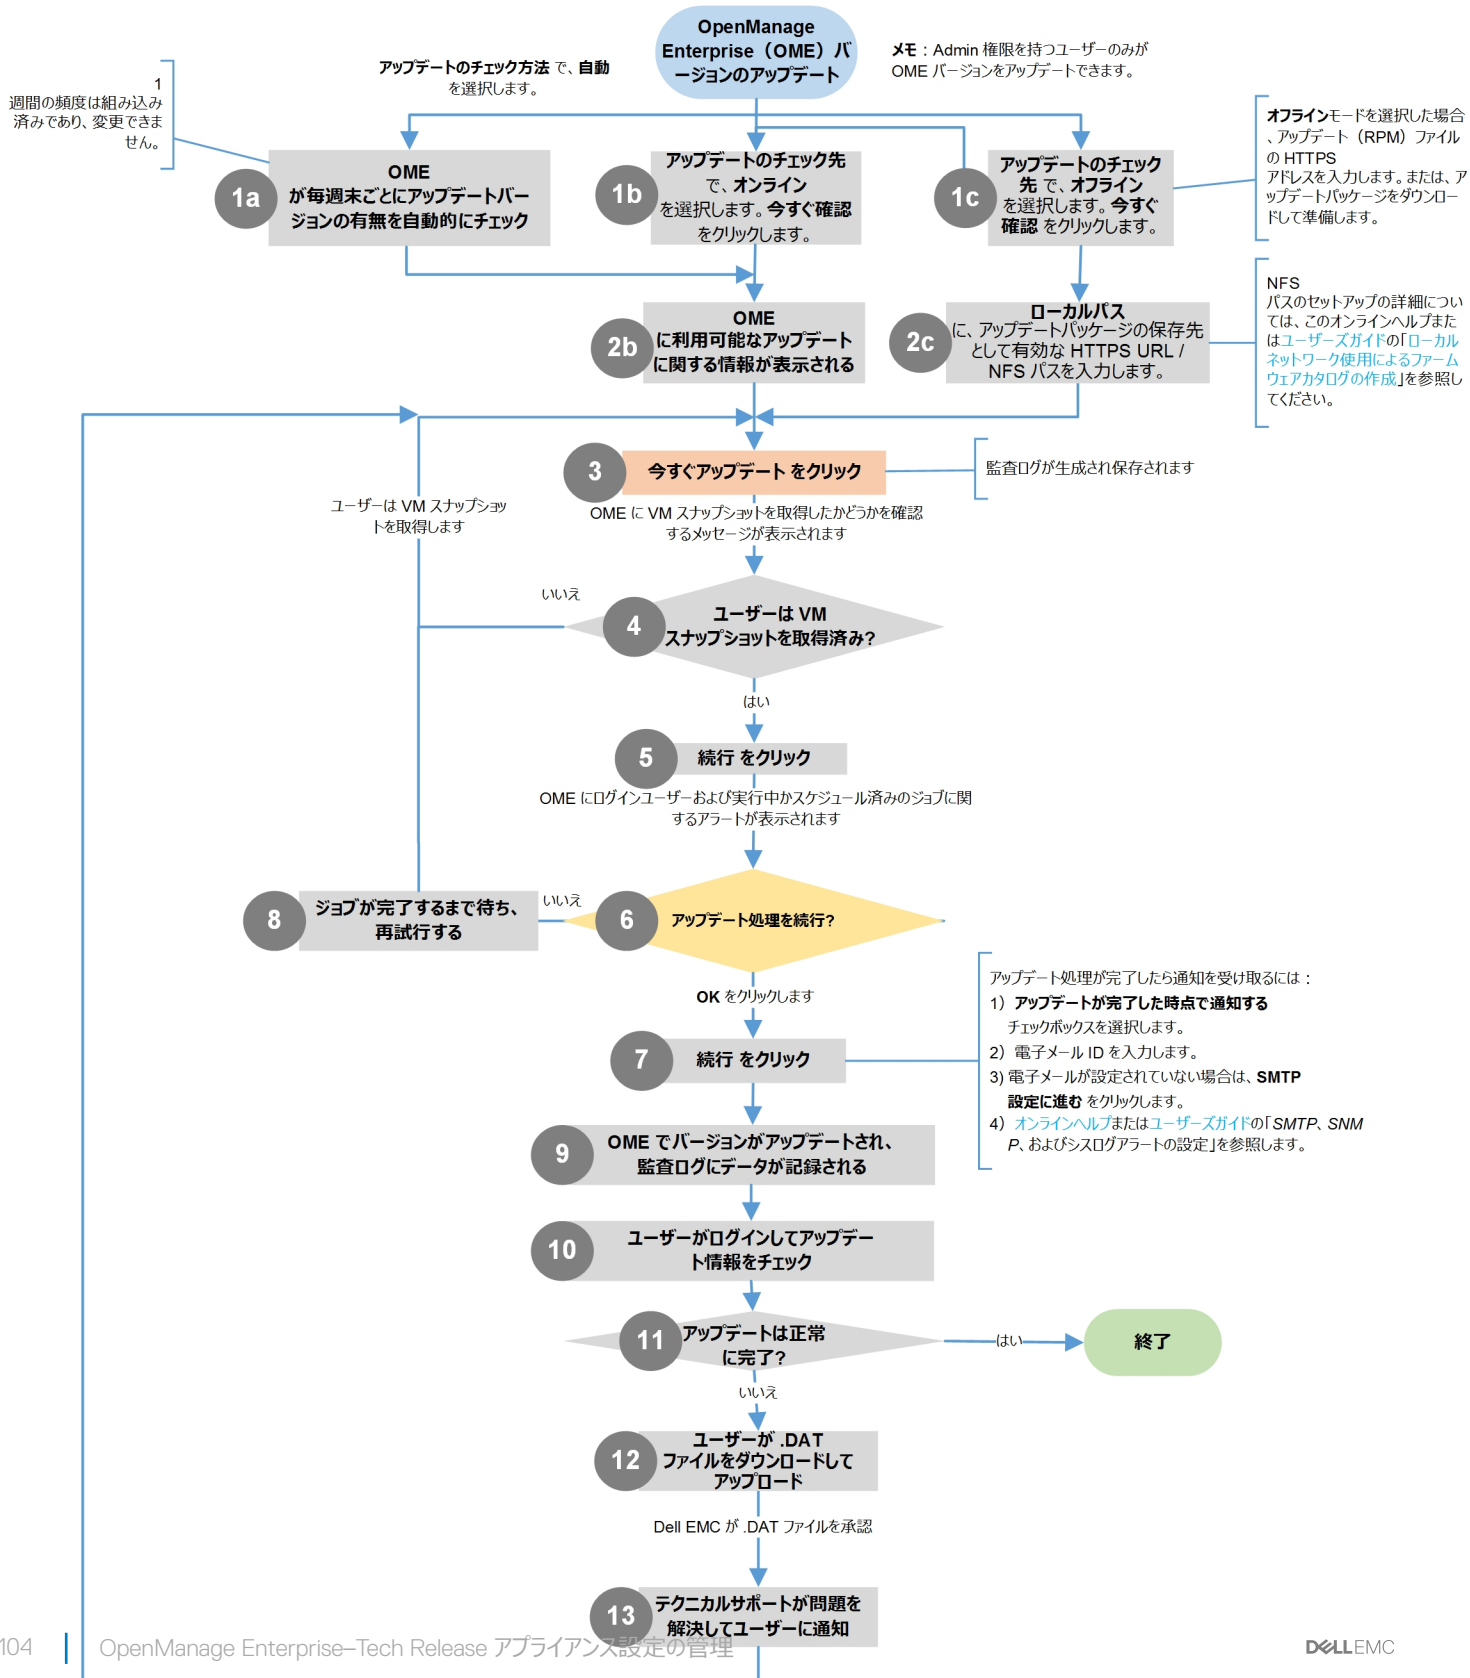 OpenManage
Enterprise（OME）バ
ージョンのアップデート
アップデートのチェック方法 で、自動
を選択します。
メモ：Admin 権限を持つユーザーのみが
OME バージョンをアップデートできます。
1
週間の頻度は組み込み
済みであり、変更できま
せん。
1a
OME
が毎週末ごとにアップデートバー
ジョンの有無を自動的にチェック
1b
アップデートのチェック先
で、オンライン
を選択します。今すぐ確認
をクリックします。
1c
アップデートのチェック
先 で、オフライン
を選択します。今すぐ
確認 をクリックします。
オフラインモードを選択した場合
、アップデート（RPM）ファイル
の HTTPS
アドレスを入力します。または、ア
ップデートパッケージをダウンロー
ドして準備します。
2b
OME
に利用可能なアップデート
に関する情報が表示される
2c
ローカルパス
に、アップデートパッケージの保存先
として有効な HTTPS URL /
NFS パスを入力します。
NFS
パスのセットアップの詳細につい
ては、このオンラインヘルプまた
はユーザーズガイドの「ローカル
ネットワーク使用によるファーム
ウェアカタログの作成」を参照し
てください。
3
今すぐアップデート をクリック
監査ログが生成され保存されます
ユーザーは VM スナップショッ
トを取得します
OME に VM スナップショットを取得したかどうかを確認
するメッセージが表示されます
いいえ
4
ユーザーは VM
スナップショットを取得済み?
はい
5
続行 をクリック
OME にログインユーザーおよび実行中かスケジュール済みのジョブに関
するアラートが表示されます
8
ジョブが完了するまで待ち、
再試行する
いいえ
6
アップデート処理を続行?
OK をクリックします
7
続行 をクリック
アップデート処理が完了したら通知を受け取るには：
1）アップデートが完了した時点で通知する
チェックボックスを選択します。
2）電子メール ID を入力します。
3) 電子メールが設定されていない場合は、SMTP
設定に進む をクリックします。
4）オンラインヘルプまたはユーザーズガイドの「SMTP、SNM
P、およびシスログアラートの設定」を参照します。
9
OME でバージョンがアップデートされ、
監査ログにデータが記録される
10
ユーザーがログインしてアップデー
ト情報をチェック
11
アップデートは正常
に完了?
はい
終了
いいえ
12
ユーザーが .DAT
ファイルをダウンロードして
アップロード
Dell EMC が .DAT ファイルを承認
13
テクニカルサポートが問題を
解決してユーザーに通知
104
OpenManage Enterprise–Tech Release アプライアンス設定の管理
DELLEMC